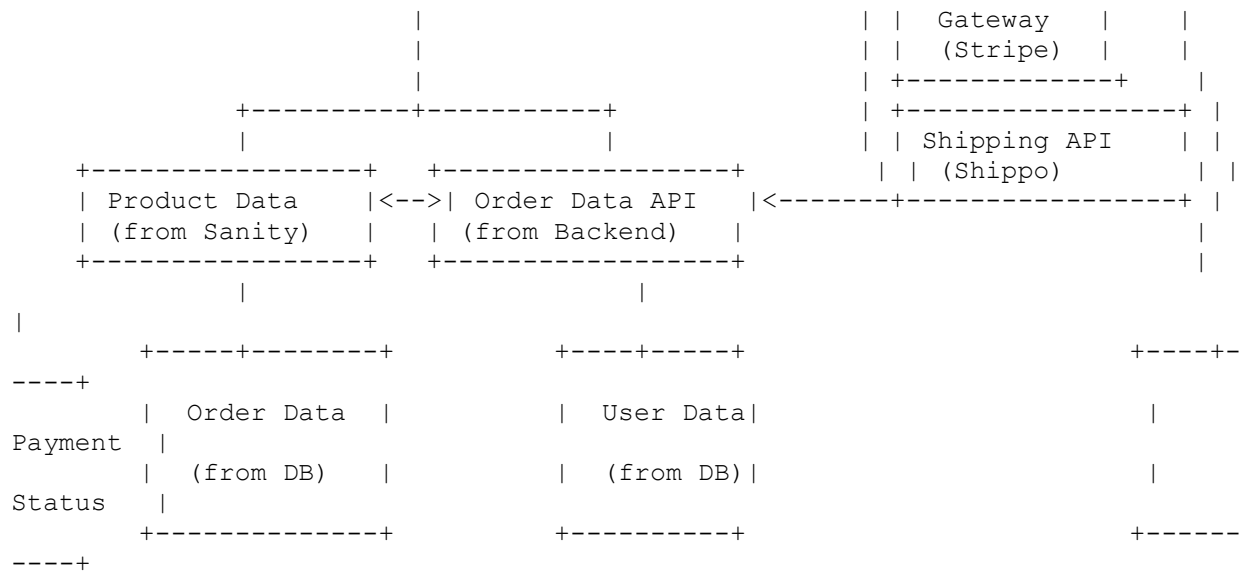 |                             | |  Gateway   |    |
                           |                             | |  (Stripe)  |    |
                           |                             | +--------------+     |
               +----------+-----------+                | +-----------------+ |
               |                       |                | | Shipping API    | |
    +-----------------+   +------------------+         | | (Shippo)         | |
    | Product Data    |<-->| Order Data API   |<-------+-----------------+ |
    | (from Sanity)   |   | (from Backend)   |                             |
    +-----------------+   +------------------+                             |
              |                         |
|
        +-----+--------+          +----+-----+                        +----+-
----+
        |  Order Data  |          |  User Data|                        |
Payment  |
        |  (from DB)   |          |  (from DB)|                        |
Status   |
        +--------------+          +----------+                        +------
----+